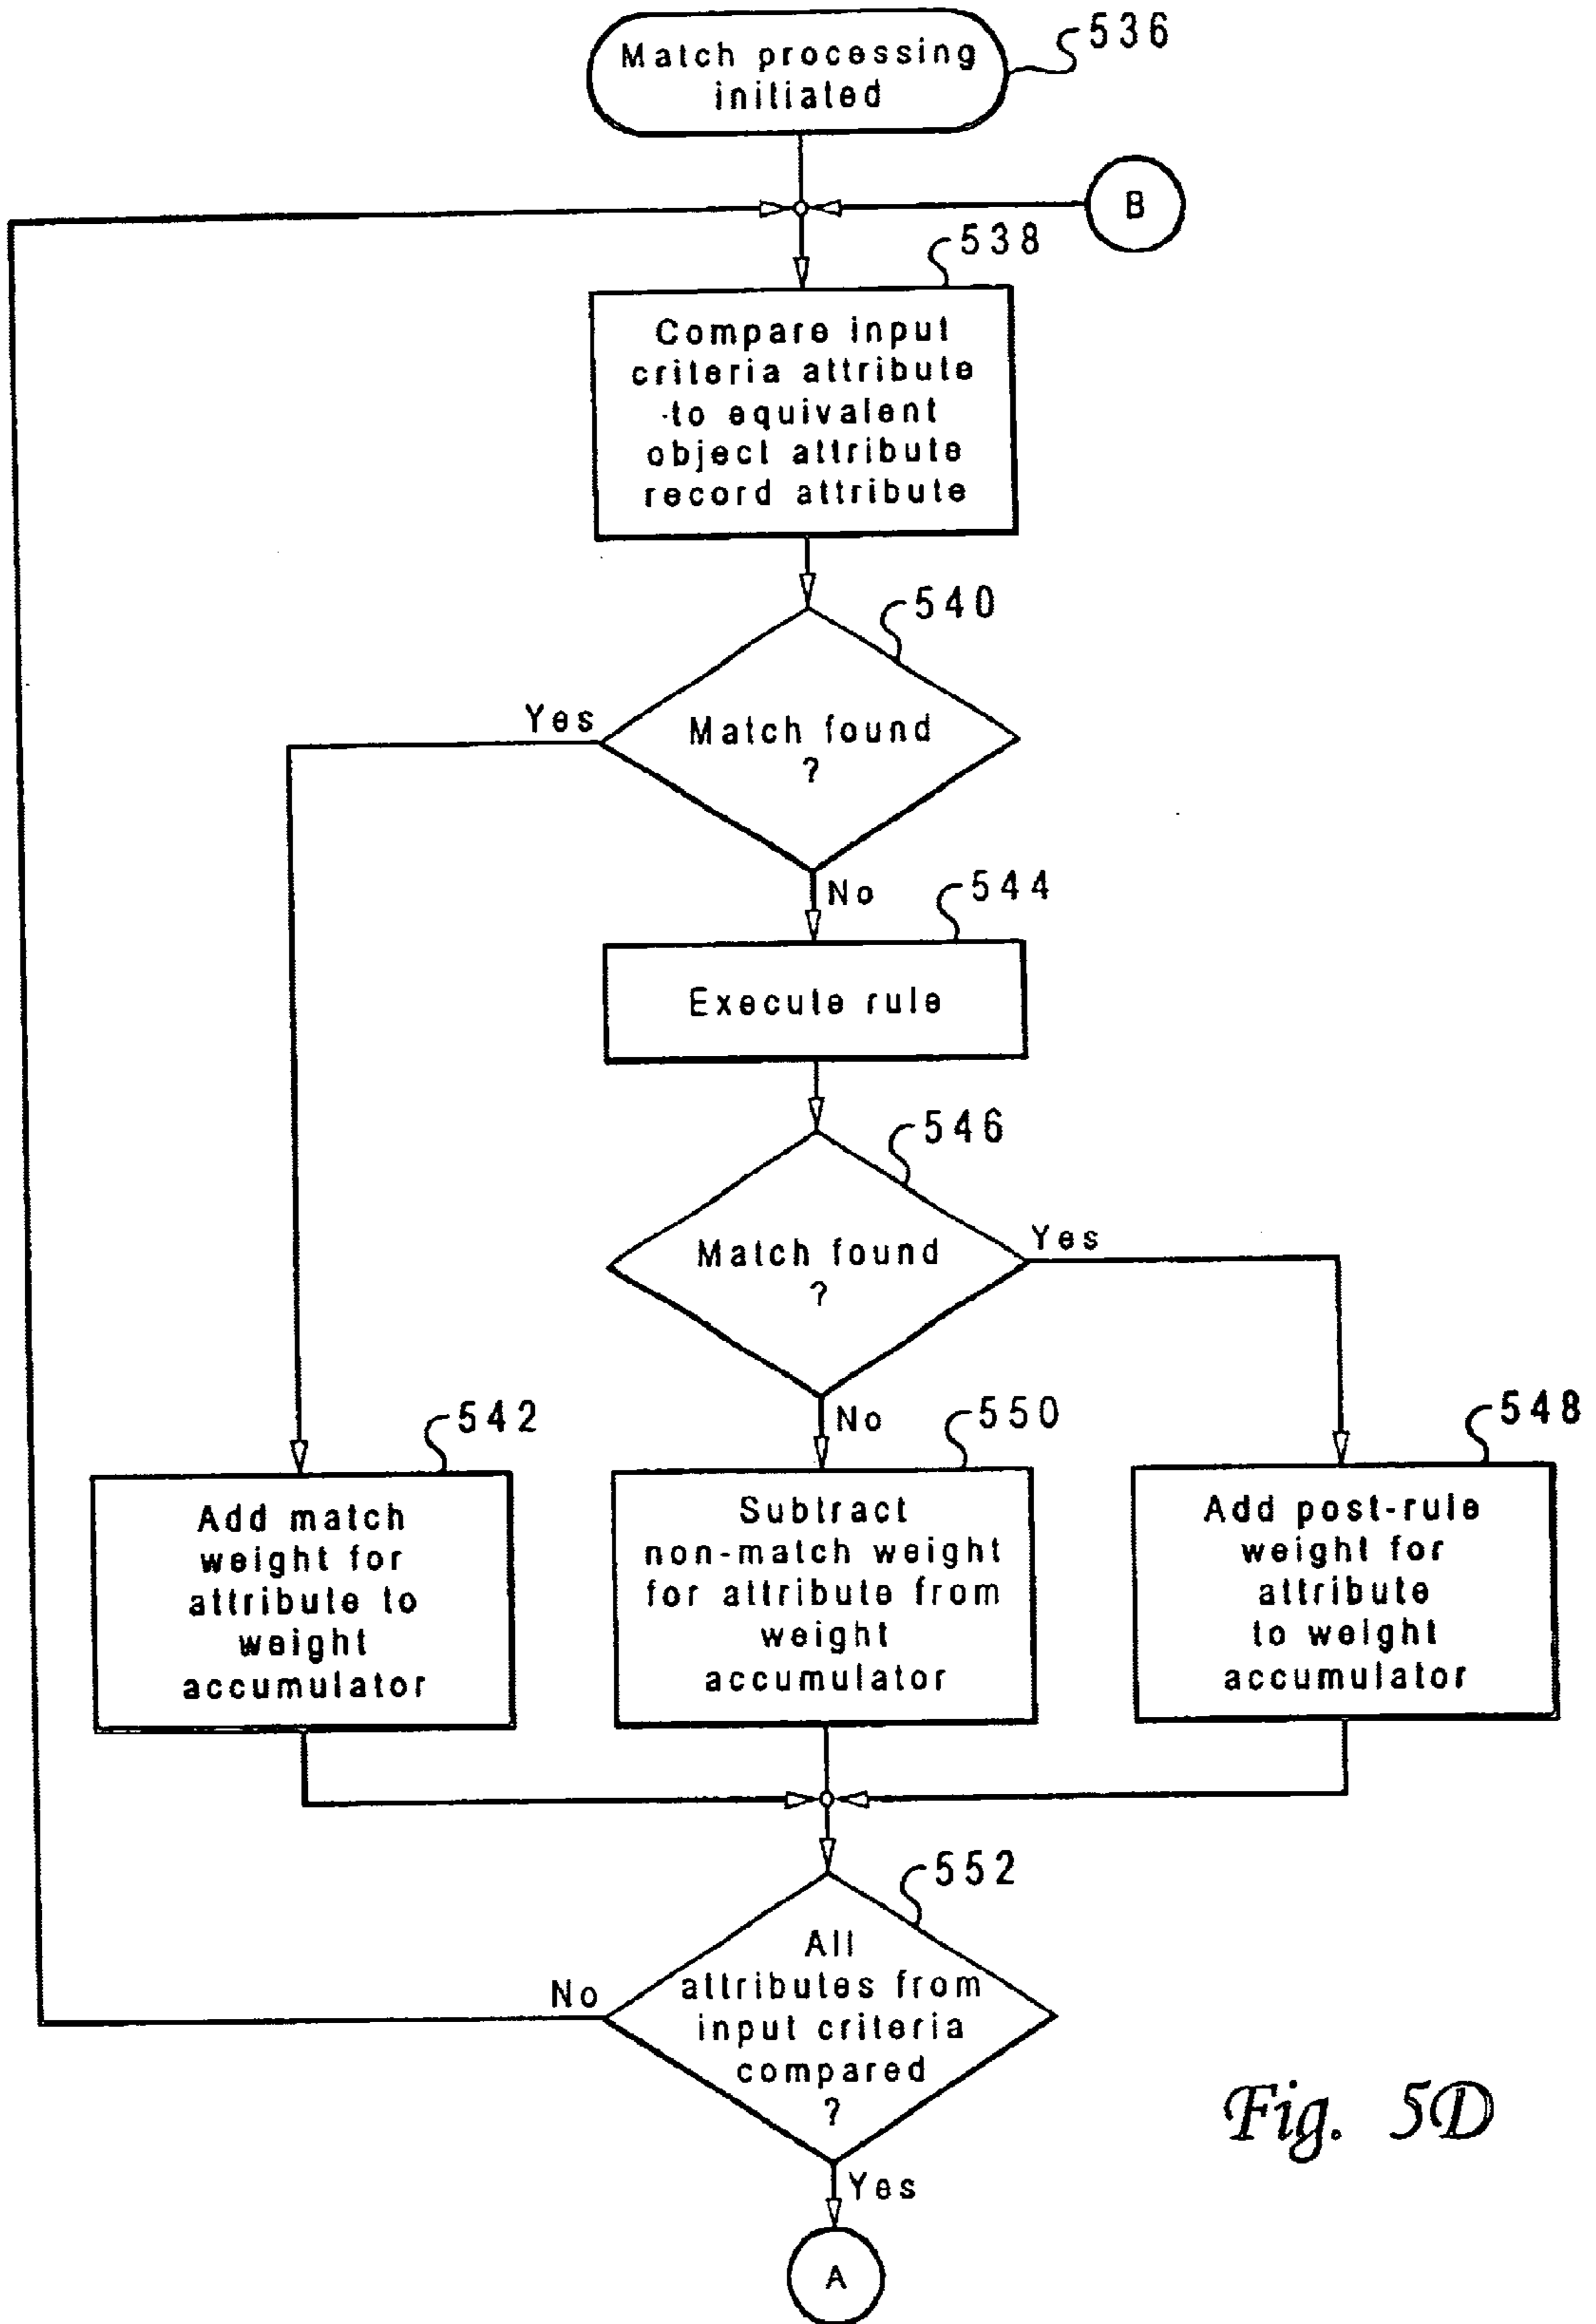 Match processing
initiated
536
B
538
Compare input
criteria attribute
to equivalent
object attribute
record attribute
540
Yes
Match found
?
No
544
Execute rule
546
Match found
?
Yes
No
542
Add match
weight for
attribute to
weight
accumulator
550
Subtract
non-match weight
for attribute from
weight
accumulator
548
Add post-rule
weight for
attribute
to weight
accumulator
552
All
attributes from
input criteria
compared
?
No
Yes
A
Fig. 5D